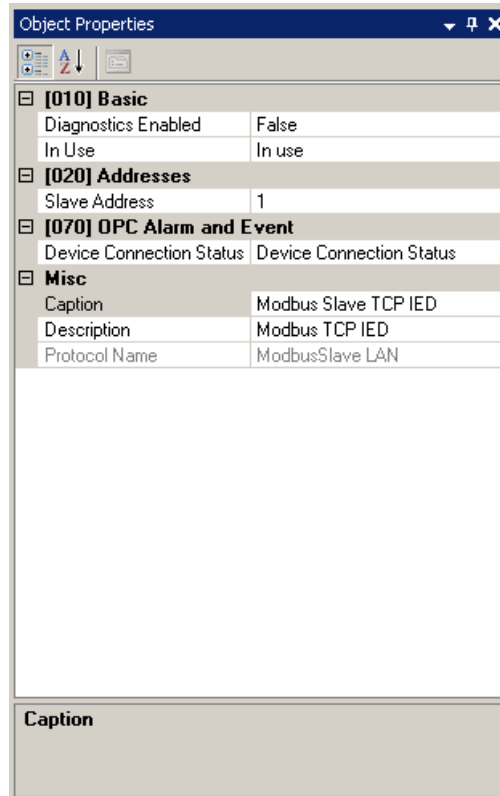 Object Properties
[010] Basic
Diagnostics Enabled False
In Use In use
[020] Addresses
Slave Address 1
[070] OPC Alarm and Event
Device Connection Status Device Connection Status
Misc
Caption Modbus Slave TCP IED
Description Modbus TCP IED
Protocol Name ModbusSlave LAN
Caption